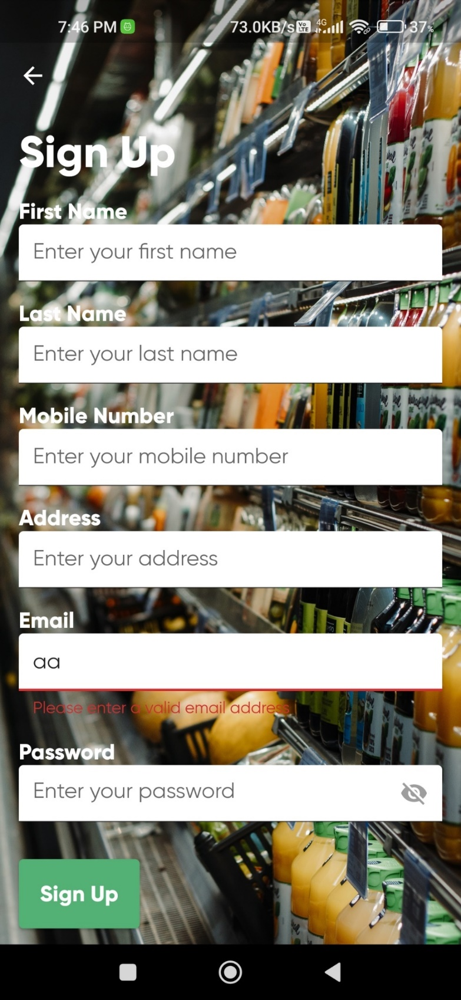 7:46 PM 73.0KB/s Vo LTE 4G 37%
Sign Up
First Name
Enter your first name
Last Name
Enter your last name
Mobile Number
Enter your mobile number
Address
Enter your address
Email
aa
Please enter a valid email address
Password
Enter your password
Sign Up